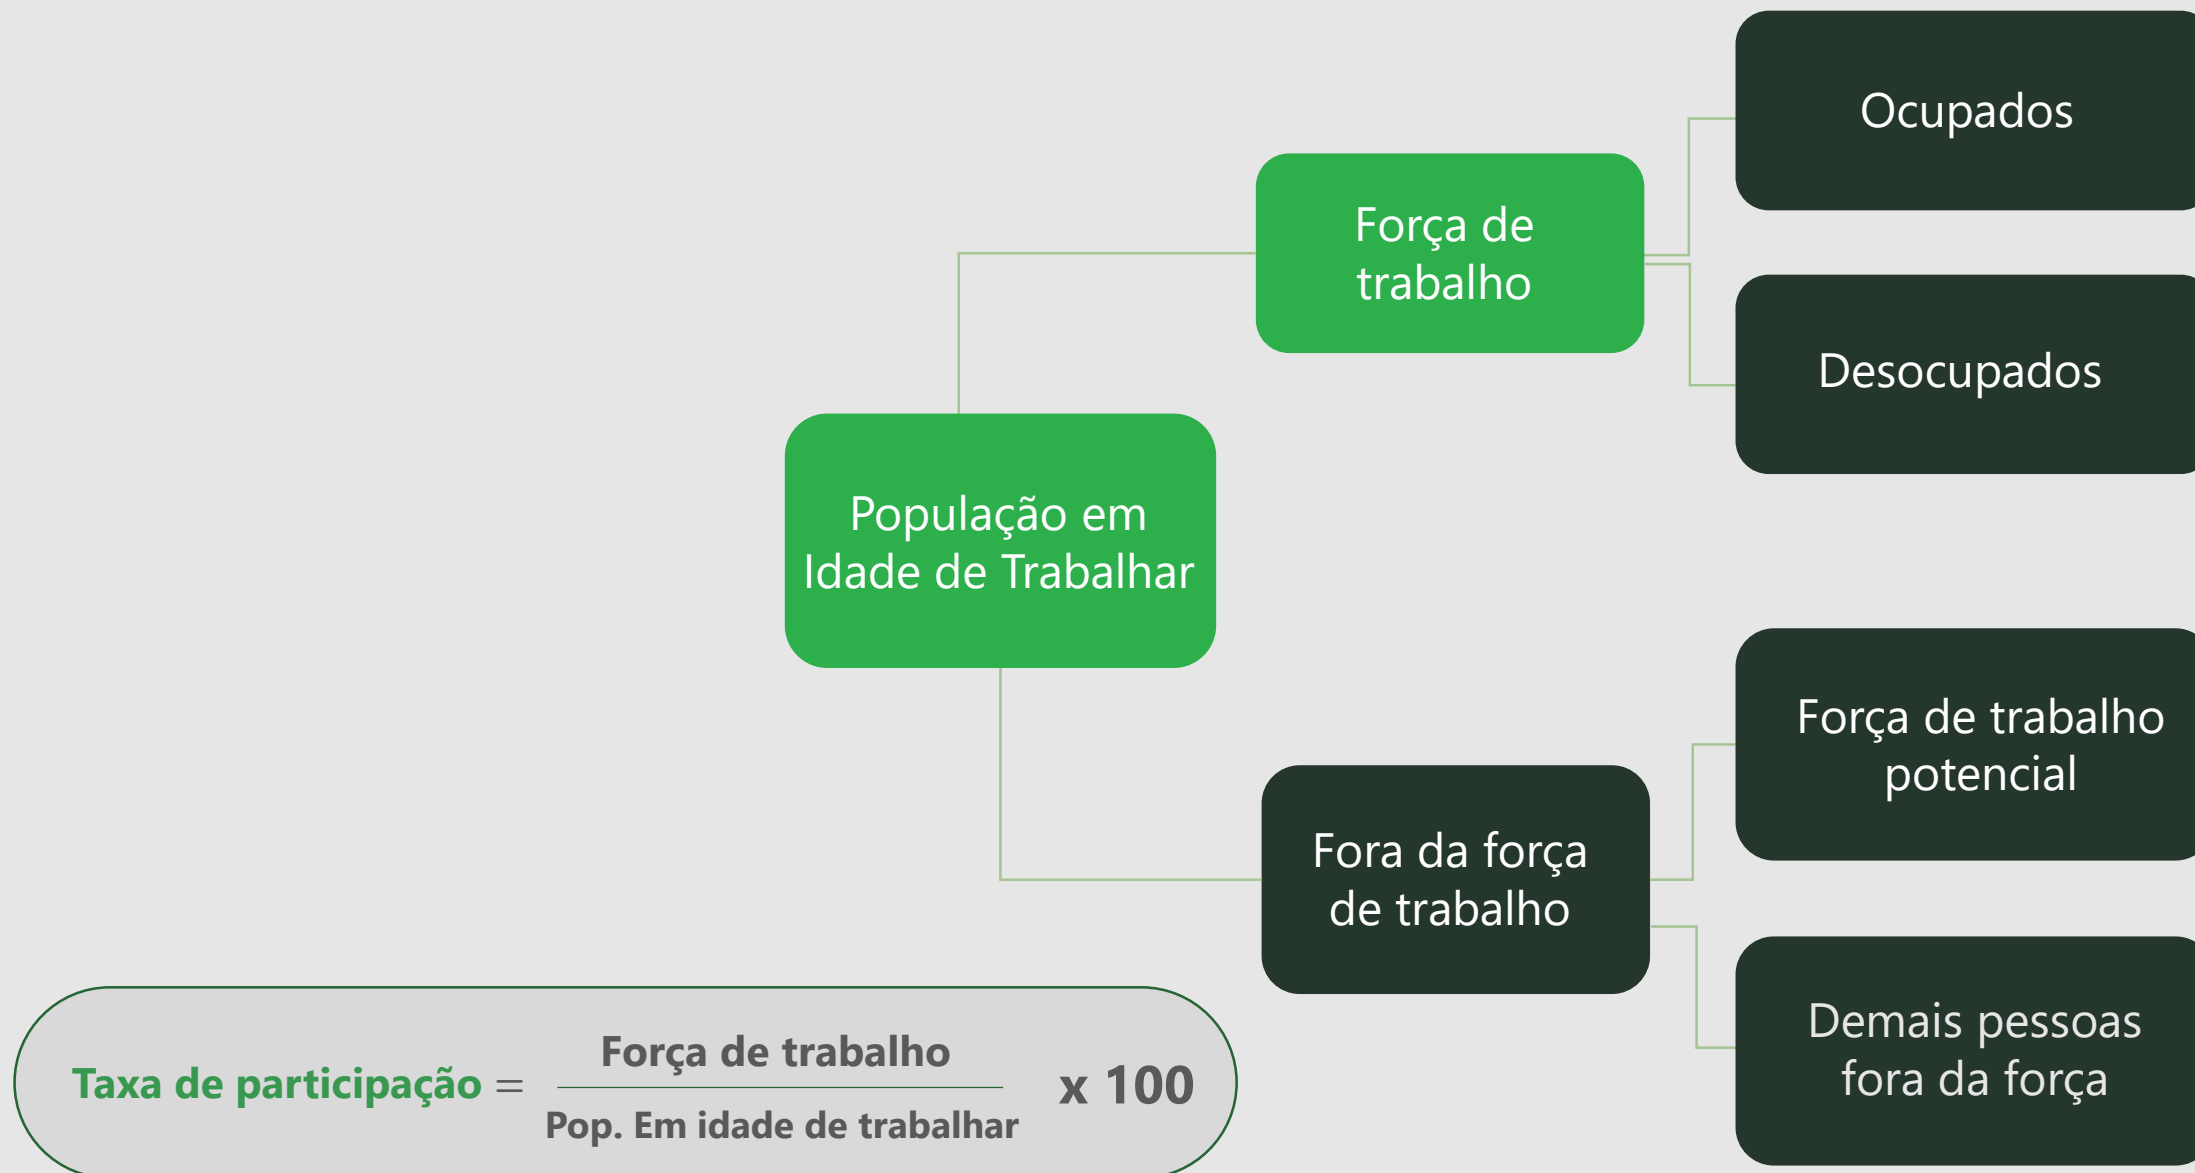 Ocupados
Força de
trabalho
Desocupados
População em
Idade de Trabalhar
Força de trabalho
potencial
Fora da força
de trabalho
Demais pessoas
fora da força
Taxa de participação = Força de trabalho x 100
Pop. Em idade de trabalhar